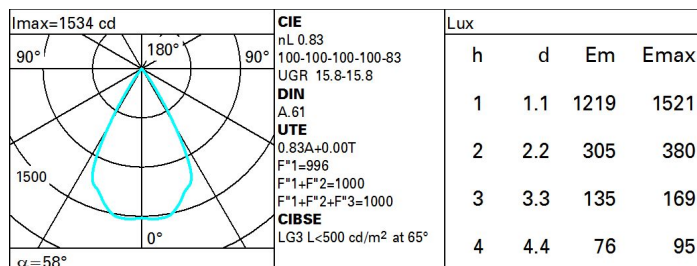 Imax=1534 cd
90°
180°
90°
1500
0°
α=58°
CIE
nL 0.83
100-100-100-100-83
UGR 15.8-15.8
DIN
A.61
UTE
0.83A+0.00T
F"1=996
F"1+F"2=1000
F"1+F"2+F"3=1000
CIBSE
LG3 L<500 cd/m² at 65°
Lux
h d Em Emax
1 1.1 1219 1521
2 2.2 305 380
3 3.3 135 169
4 4.4 76 95